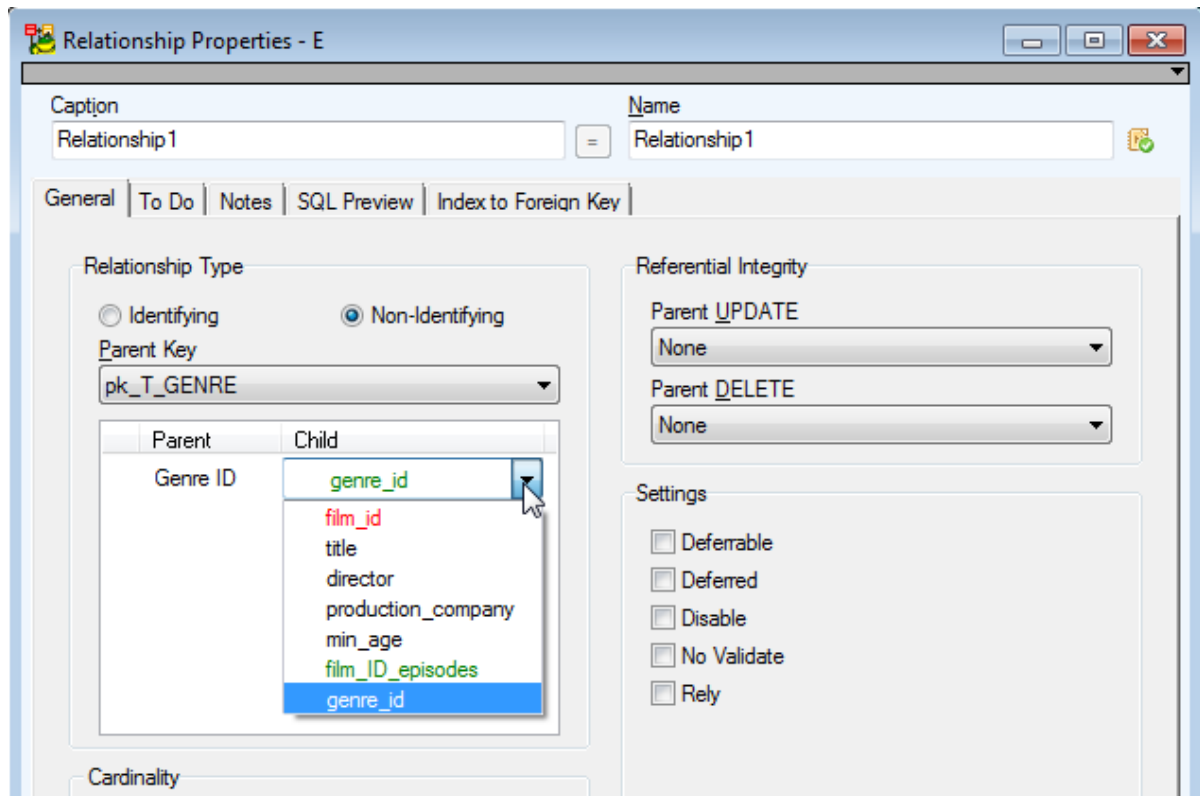 Relationship Properties - E
Caption
Name
Relationship1
=
Relationship1
General
To Do
Notes
SQL Preview
Index to Foreign Key
Relationship Type
Identifying
Non-Identifying
Parent Key
pk_T_GENRE
Parent
Child
Genre ID
genre_id
film_id
title
director
production_company
min_age
film_ID_episodes
genre_id
Cardinality
Referential Integrity
Parent UPDATE
None
Parent DELETE
None
Settings
Deferrable
Deferred
Disable
No Validate
Rely